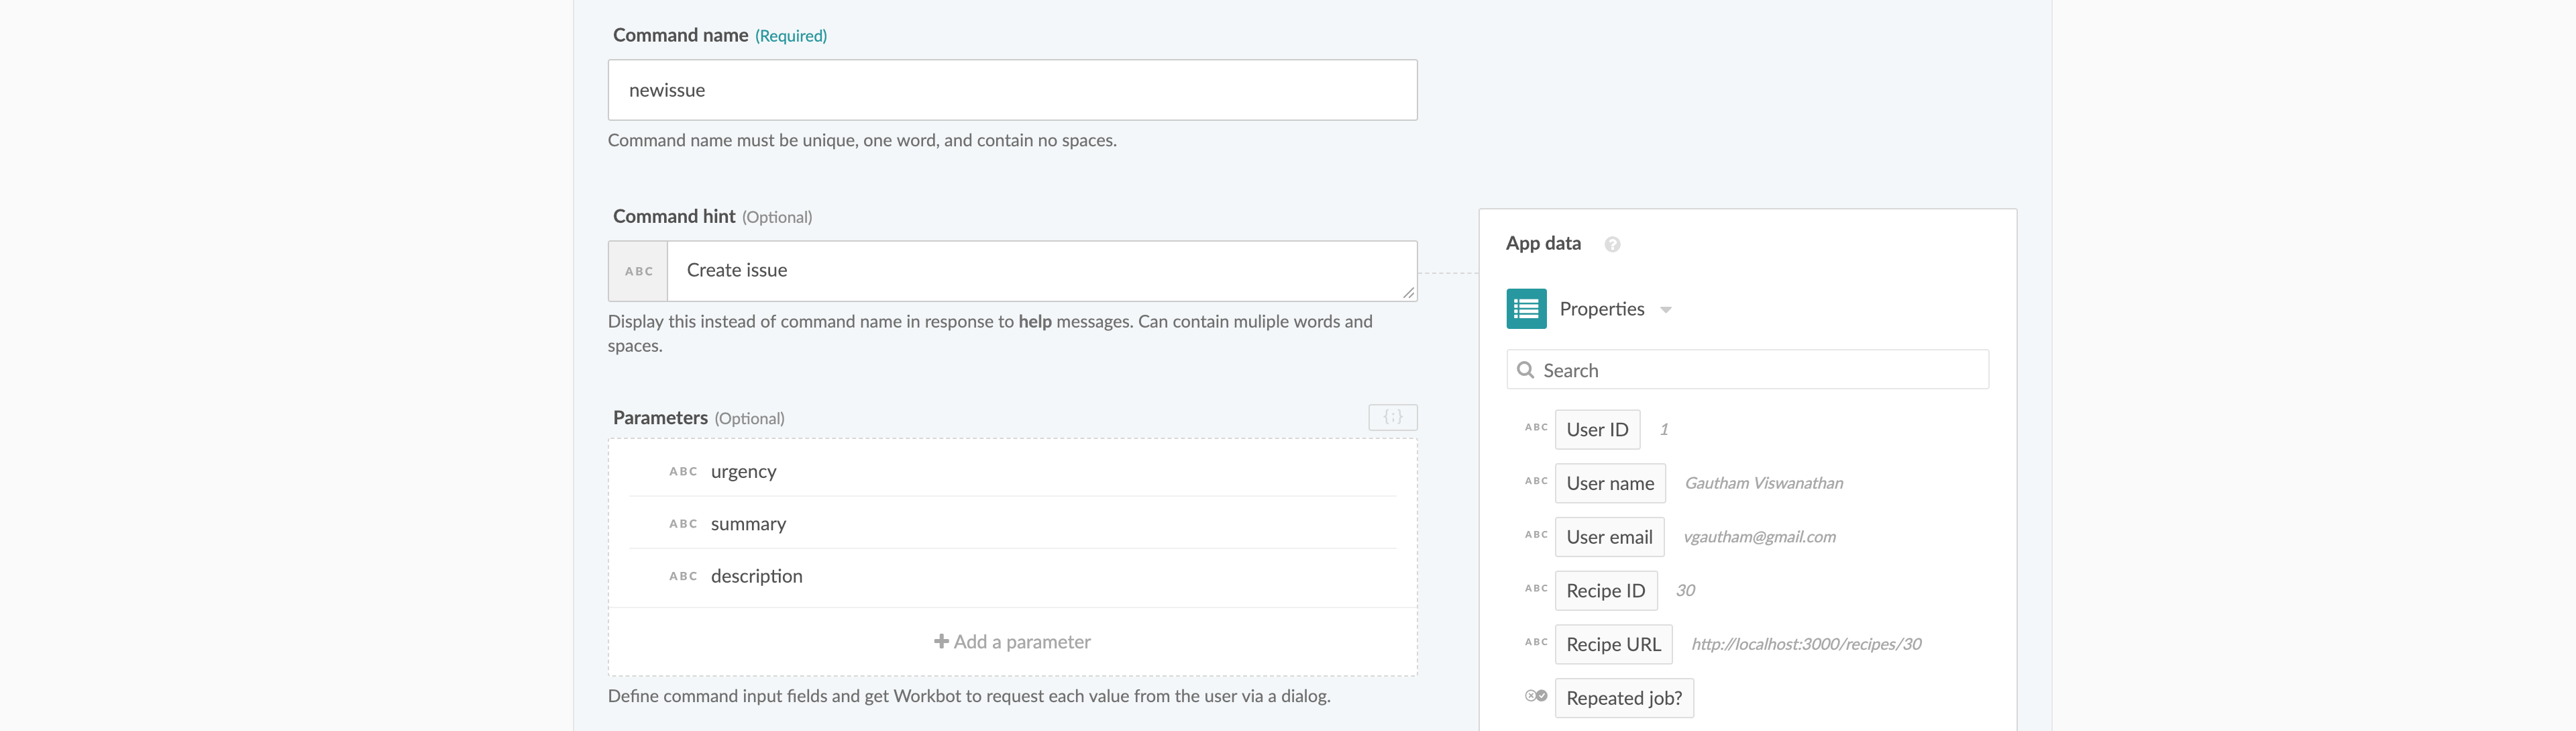 Command name (Required)
newissue
Command name must be unique, one word, and contain no spaces.
Command hint (Optional)
ABC Create issue
Display this instead of command name in response to help messages. Can contain muliple words and
spaces.
Parameters (Optional) {;}
ABC urgency
ABC summary
ABC description
Add a parameter
Define command input fields and get Workbot to request each value from the user via a dialog.
App data ?
Properties
Search
ABC User ID 1
ABC User name Gautham Viswanathan
ABC User email vgautham@gmail.com
ABC Recipe ID 30
ABC Recipe URL http://localhost:3000/recipes/30
Repeated job?